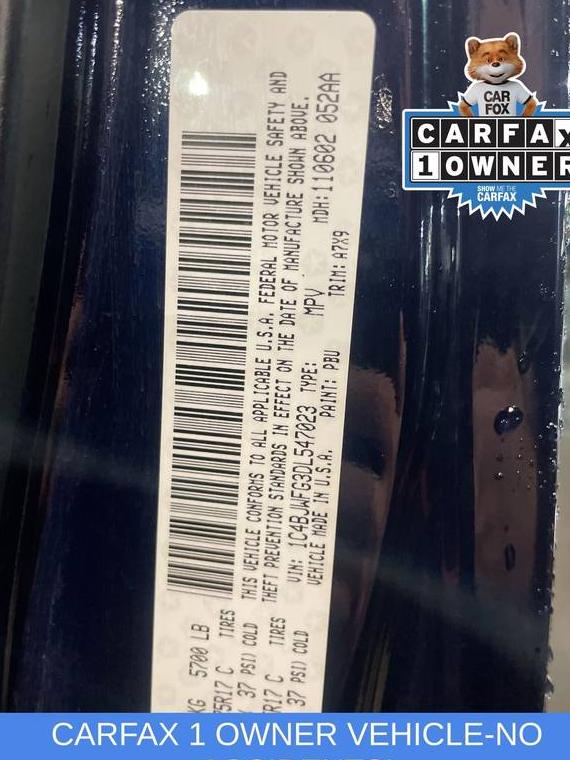 THIS VEHICLE CONFORMS TO ALL APPLICABLE U.S.A. FEDERAL MOTOR VEHICLE SAFETY AND
THEFT PREVENTION STANDARDS IN EFFECT ON THE DATE OF MANUFACTURE SHOWN ABOVE.
VIN: 1C4BJWFG3DL547023 TYPE: MPV MDH: 110602 052AA
VEHICLE MADE IN U.S.A. PAINT: PBU TRIM: A7X9
KG 5700 LB
5R17 C TIRES
37 PSI) COLD
5R17 C TIRES
37 PSI) COLD
CAR
FOX
CARFAX
1 OWNER
SHOW ME THE
CARFAX
CARFAX 1 OWNER VEHICLE-NO